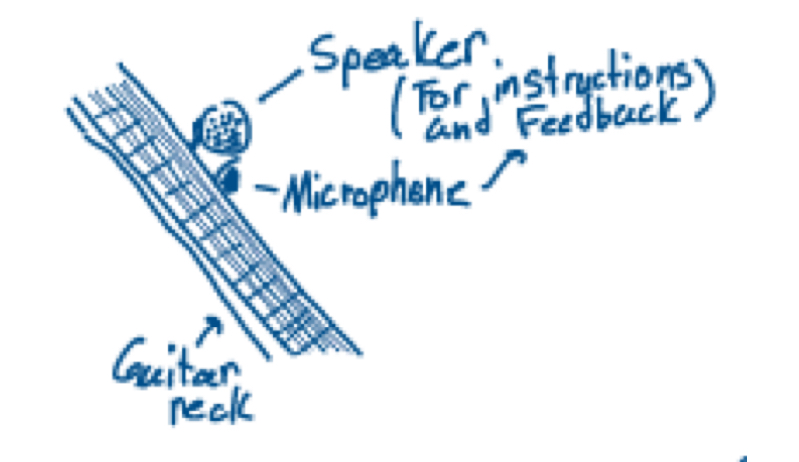 Speaker.
(For instructions
and Feedback)
Microphone
Guitar
neck